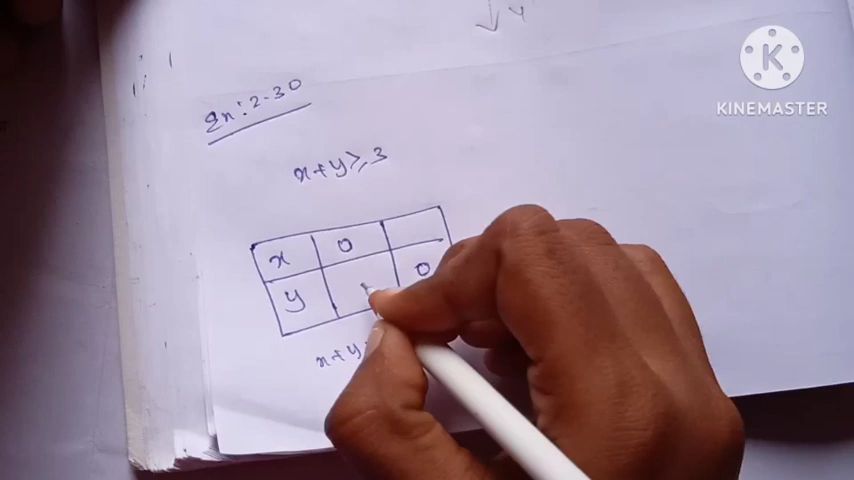 Y
Ex: 2.30
x+y≥3
x 0
y 0
x+y
K
KINEMASTER